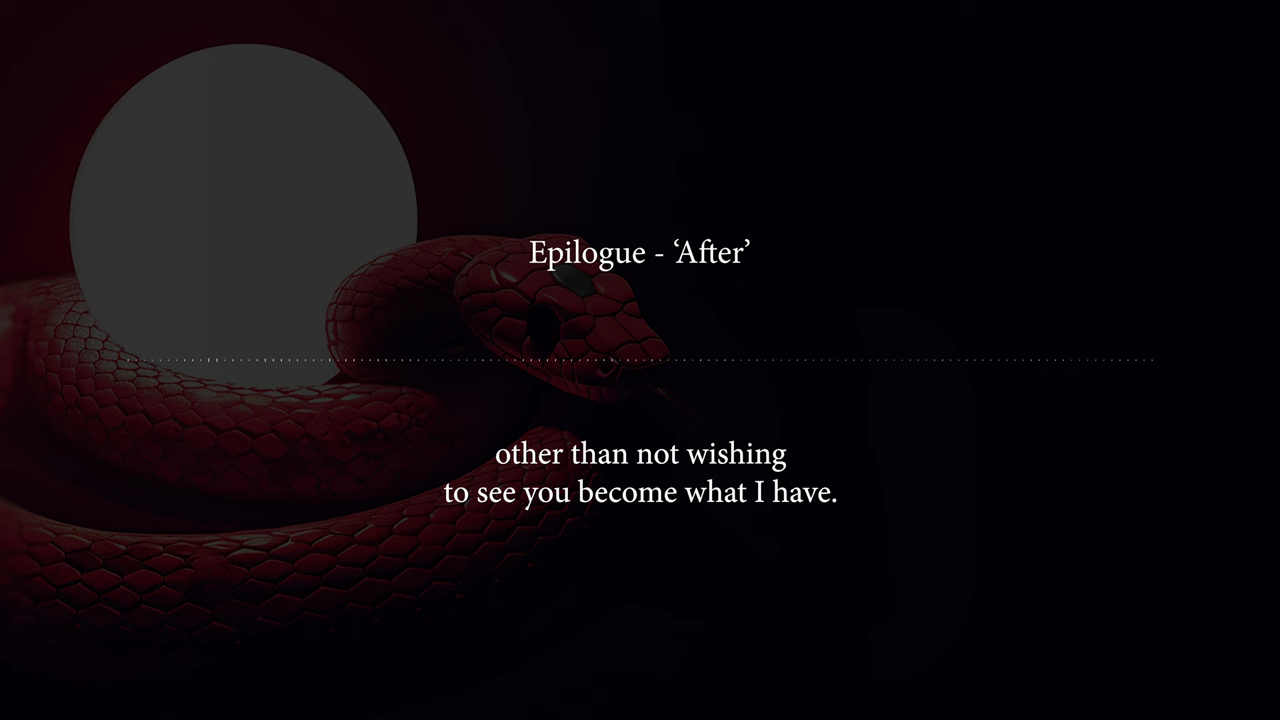 Epilogue - ‘After’
other than not wishing
to see you become what I have.